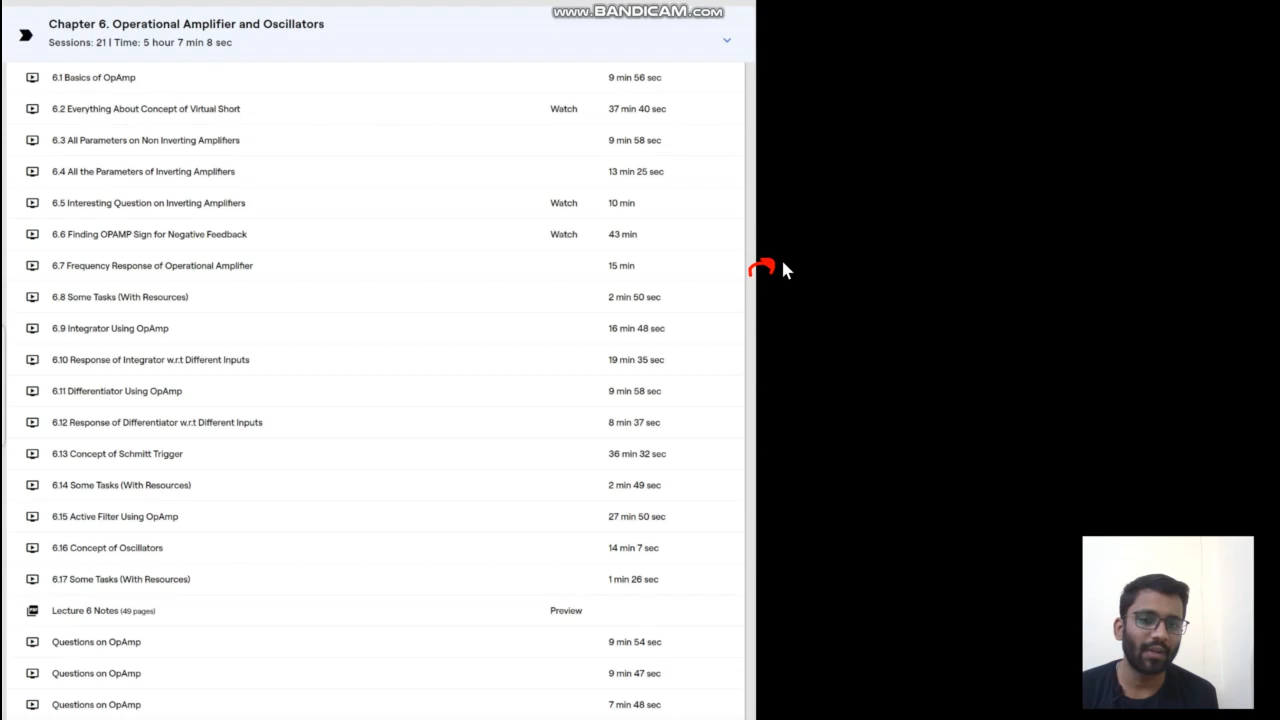 www.BANDICAM.com
Chapter 6. Operational Amplifier and Oscillators
Sessions: 21 | Time: 5 hour 7 min 8 sec
6.1 Basics of OpAmp 9 min 56 sec
6.2 Everything About Concept of Virtual Short Watch 37 min 40 sec
6.3 All Parameters on Non Inverting Amplifiers 9 min 58 sec
6.4 All the Parameters of Inverting Amplifiers 13 min 25 sec
6.5 Interesting Question on Inverting Amplifiers Watch 10 min
6.6 Finding OPAMP Sign for Negative Feedback Watch 43 min
6.7 Frequency Response of Operational Amplifier 15 min
6.8 Some Tasks (With Resources) 2 min 50 sec
6.9 Integrator Using OpAmp 16 min 48 sec
6.10 Response of Integrator w.r.t Different Inputs 19 min 35 sec
6.11 Differentiator Using OpAmp 9 min 58 sec
6.12 Response of Differentiator w.r.t Different Inputs 8 min 37 sec
6.13 Concept of Schmitt Trigger 36 min 32 sec
6.14 Some Tasks (With Resources) 2 min 49 sec
6.15 Active Filter Using OpAmp 27 min 50 sec
6.16 Concept of Oscillators 14 min 7 sec
6.17 Some Tasks (With Resources) 1 min 26 sec
Lecture 6 Notes (49 pages) Preview
Questions on OpAmp 9 min 54 sec
Questions on OpAmp 9 min 47 sec
Questions on OpAmp 7 min 48 sec